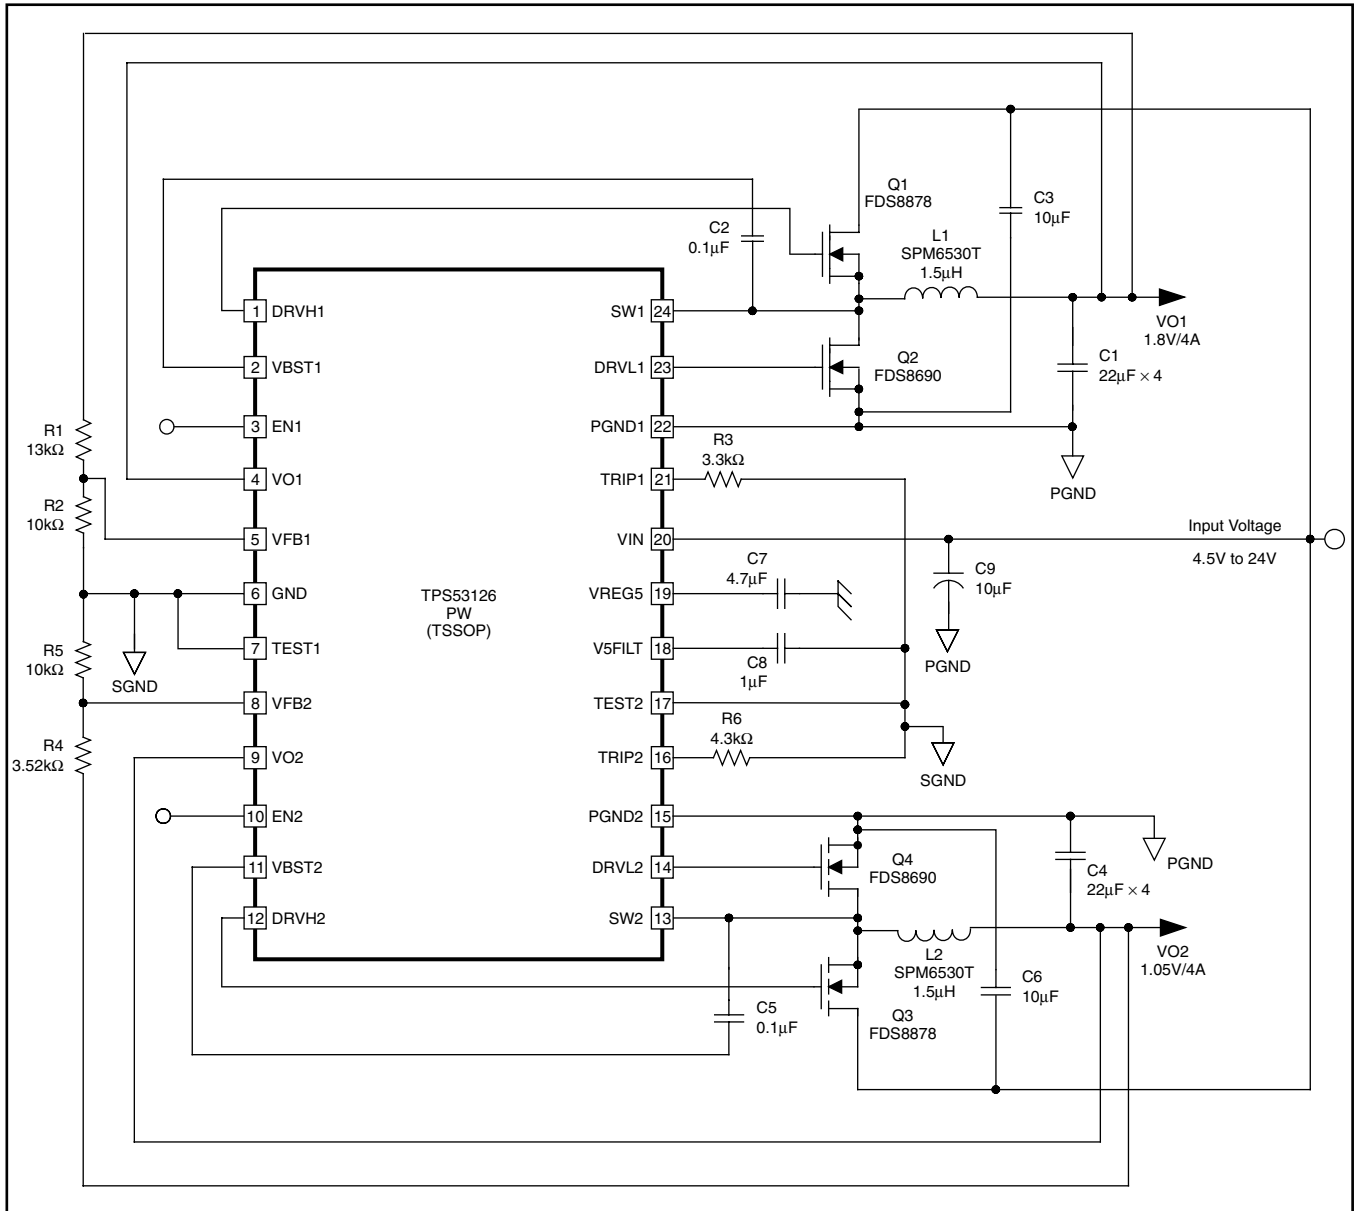 Q1
FDS8878
C3
10μF
C2
0.1μF
L1
SPM6530T
1.5μH
1 DRVH1
SW1 24
VO1
1.8V/4A
2 VBST1
DRVL1 23
Q2
FDS8690
C1
22μF × 4
R1
13kΩ
3 EN1
PGND1 22
R3
3.3kΩ
4 VO1
TRIP1 21
PGND
R2
10kΩ
5 VFB1
VIN 20
Input Voltage
4.5V to 24V
C7
4.7μF
C9
10μF
6 GND
TPS53126
PW
(TSSOP)
VREG5 19
R5
10kΩ
7 TEST1
V5FILT 18
C8
1μF
PGND
SGND
8 VFB2
TEST2 17
R4
3.52kΩ
9 VO2
TRIP2 16
R6
4.3kΩ
SGND
10 EN2
PGND2 15
11 VBST2
DRVL2 14
Q4
FDS8690
C4
22μF × 4
PGND
12 DRVH2
SW2 13
L2
SPM6530T
1.5μH
VO2
1.05V/4A
C6
10μF
C5
0.1μF
Q3
FDS8878